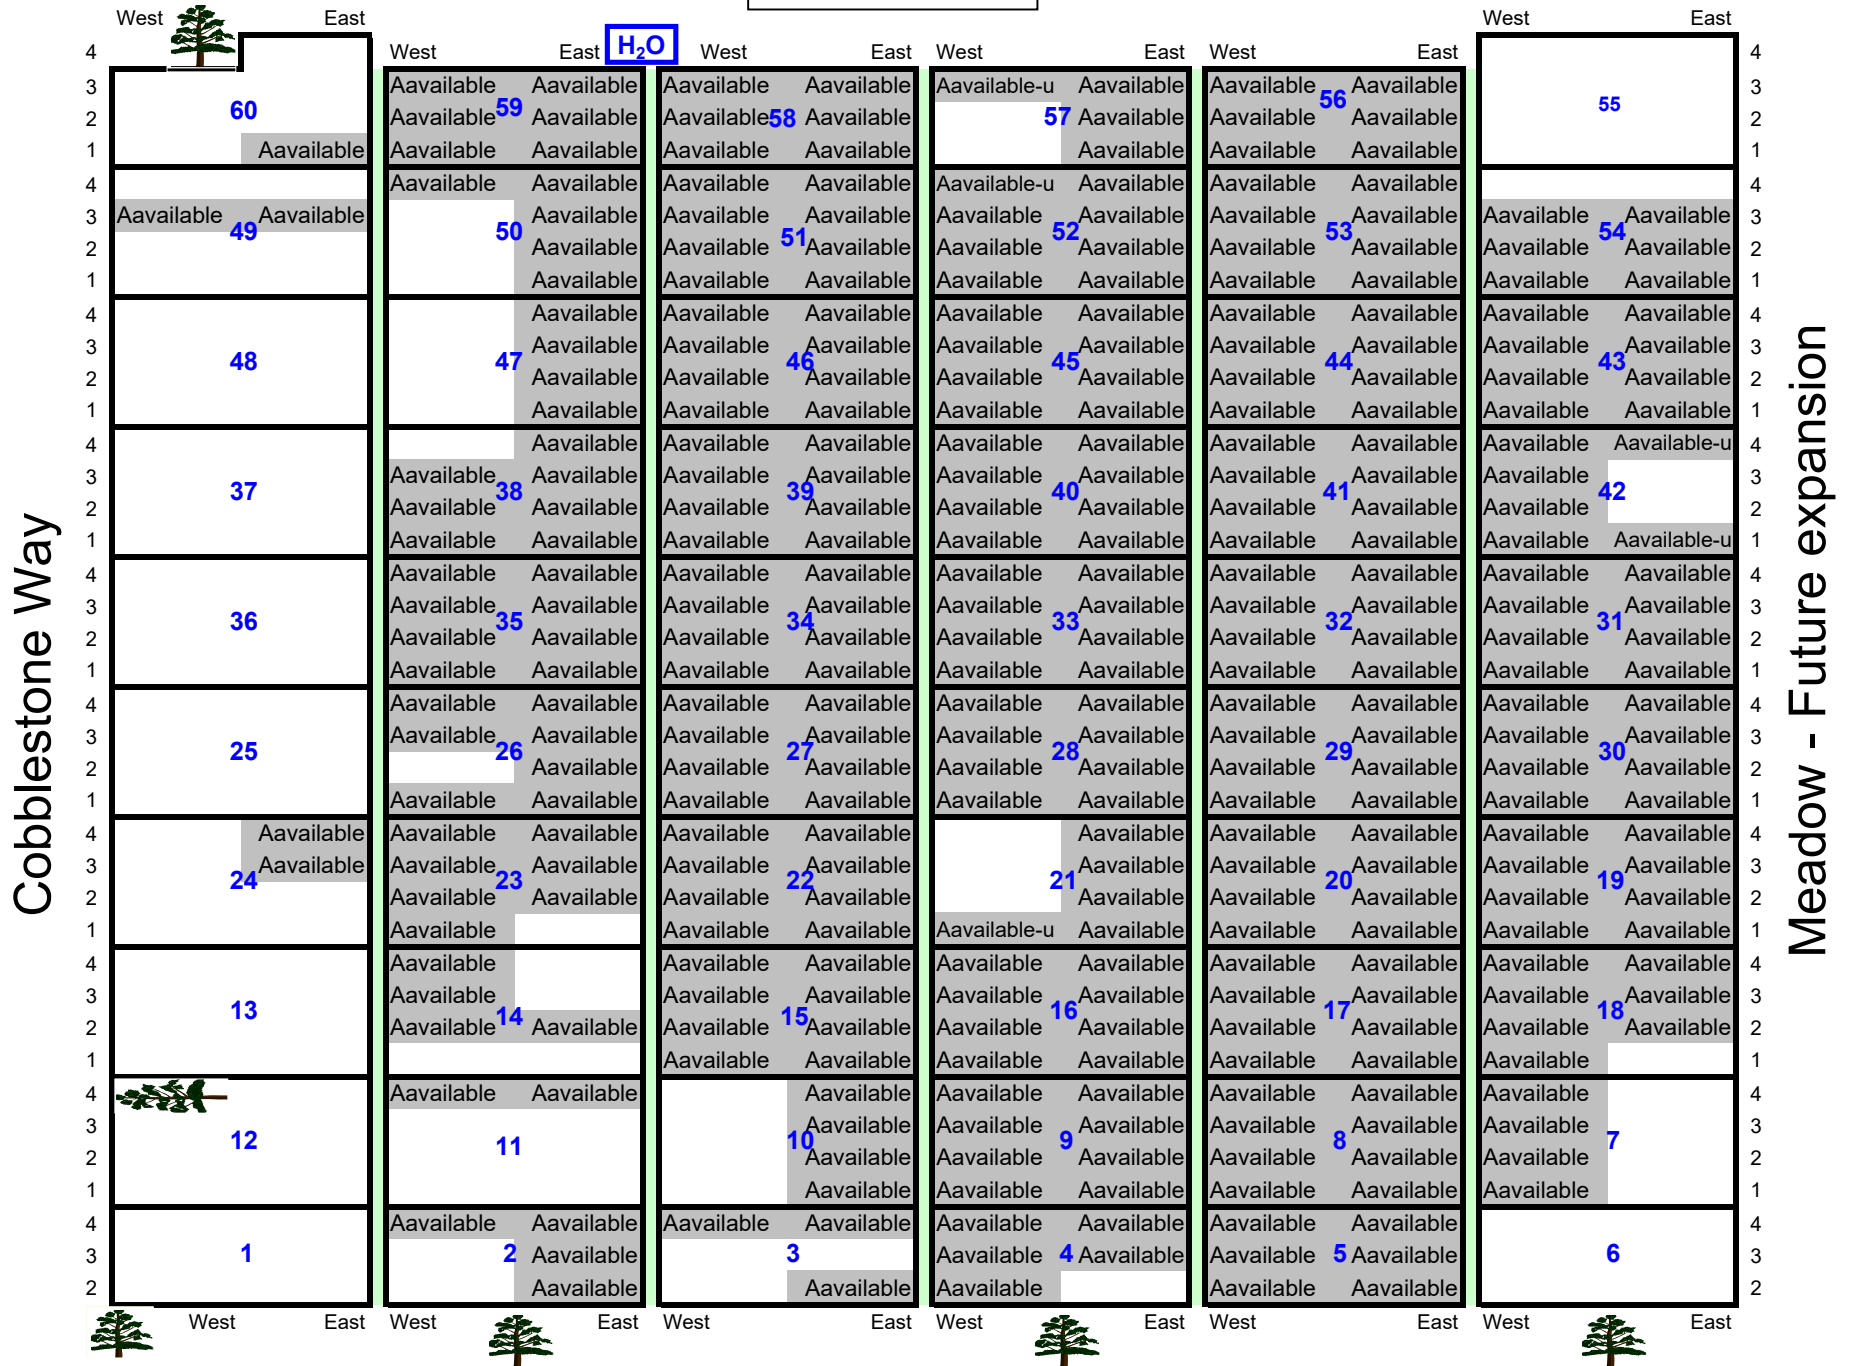 West East West East
4 West East H₂O West East West East West East 4
3 Aavailable Aavailable Aavailable Aavailable Aavailable-u Aavailable Aavailable Aavailable 3
60 59 58 57 56 55
2 Aavailable Aavailable Aavailable Aavailable Aavailable Aavailable Aavailable 2
1 Aavailable Aavailable Aavailable Aavailable Aavailable Aavailable Aavailable Aavailable 1
4 Aavailable Aavailable Aavailable Aavailable Aavailable-u Aavailable Aavailable Aavailable 4
3 Aavailable Aavailable Aavailable Aavailable Aavailable Aavailable Aavailable Aavailable Aavailable Aavailable Aavailable 3
49 50 51 52 53 54
2 Aavailable Aavailable Aavailable Aavailable Aavailable Aavailable Aavailable Aavailable Aavailable 2
1 Aavailable Aavailable Aavailable Aavailable Aavailable Aavailable Aavailable Aavailable Aavailable 1
4 Aavailable Aavailable Aavailable Aavailable Aavailable Aavailable Aavailable Aavailable Aavailable 4
3 Aavailable Aavailable Aavailable Aavailable Aavailable Aavailable Aavailable Aavailable Aavailable 3
48 47 46 45 44 43
2 Aavailable Aavailable Aavailable Aavailable Aavailable Aavailable Aavailable Aavailable Aavailable 2
1 Aavailable Aavailable Aavailable Aavailable Aavailable Aavailable Aavailable Aavailable Aavailable 1
4 Aavailable Aavailable Aavailable Aavailable Aavailable Aavailable Aavailable Aavailable Aavailable-u 4
3 Aavailable Aavailable Aavailable Aavailable Aavailable Aavailable Aavailable Aavailable Aavailable 3
37 38 39 40 41 42
2 Aavailable Aavailable Aavailable Aavailable Aavailable Aavailable Aavailable Aavailable Aavailable 2
1 Aavailable Aavailable Aavailable Aavailable Aavailable Aavailable Aavailable Aavailable Aavailable Aavailable-u 1
4 Aavailable Aavailable Aavailable Aavailable Aavailable Aavailable Aavailable Aavailable Aavailable Aavailable 4
3 Aavailable Aavailable Aavailable Aavailable Aavailable Aavailable Aavailable Aavailable Aavailable Aavailable 3
36 35 34 33 32 31
2 Aavailable Aavailable Aavailable Aavailable Aavailable Aavailable Aavailable Aavailable Aavailable Aavailable 2
1 Aavailable Aavailable Aavailable Aavailable Aavailable Aavailable Aavailable Aavailable Aavailable Aavailable 1
4 Aavailable Aavailable Aavailable Aavailable Aavailable Aavailable Aavailable Aavailable Aavailable Aavailable 4
3 Aavailable Aavailable Aavailable Aavailable Aavailable Aavailable Aavailable Aavailable Aavailable Aavailable 3
25 26 27 28 29 30
2 Aavailable Aavailable Aavailable Aavailable Aavailable Aavailable Aavailable Aavailable Aavailable 2
1 Aavailable Aavailable Aavailable Aavailable Aavailable Aavailable Aavailable Aavailable Aavailable Aavailable 1
4 Aavailable Aavailable Aavailable Aavailable Aavailable Aavailable Aavailable Aavailable Aavailable Aavailable 4
3 Aavailable Aavailable Aavailable Aavailable Aavailable Aavailable Aavailable Aavailable Aavailable Aavailable 3
24 23 22 21 20 19
2 Aavailable Aavailable Aavailable Aavailable Aavailable Aavailable Aavailable Aavailable Aavailable 2
1 Aavailable Aavailable Aavailable Aavailable-u Aavailable Aavailable Aavailable Aavailable Aavailable 1
4 Aavailable Aavailable Aavailable Aavailable Aavailable Aavailable Aavailable Aavailable Aavailable 4
3 Aavailable Aavailable Aavailable Aavailable Aavailable Aavailable Aavailable Aavailable Aavailable 3
13 14 15 16 17 18
2 Aavailable Aavailable Aavailable Aavailable Aavailable Aavailable Aavailable Aavailable Aavailable Aavailable 2
1 Aavailable Aavailable Aavailable Aavailable Aavailable Aavailable Aavailable 1
4 Aavailable Aavailable Aavailable Aavailable Aavailable Aavailable Aavailable Aavailable 4
3 Aavailable Aavailable Aavailable Aavailable Aavailable Aavailable 3
12 11 10 9 8 7
2 Aavailable Aavailable Aavailable Aavailable Aavailable Aavailable 2
1 Aavailable Aavailable Aavailable Aavailable Aavailable Aavailable 1
4 Aavailable Aavailable Aavailable Aavailable Aavailable Aavailable Aavailable Aavailable 4
3 1 2 Aavailable 3 Aavailable 4 Aavailable Aavailable 5 Aavailable 6 3
2 Aavailable Aavailable Aavailable Aavailable Aavailable 2
West East West East West East West East West East West East
Cobblestone Way
Meadow - Future expansion